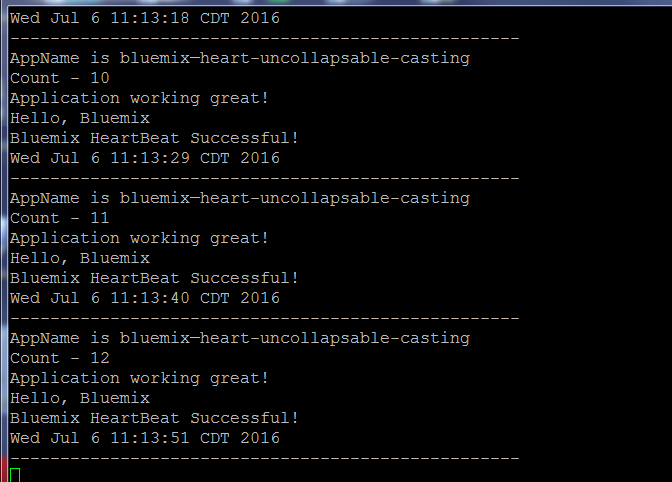 Wed Jul 6 11:13:18 CDT 2016
---------------------------------------------------
AppName is bluemix—heart-uncollapsable-casting
Count - 10
Application working great!
Hello, Bluemix
Bluemix HeartBeat Successful!
Wed Jul 6 11:13:29 CDT 2016
---------------------------------------------------
AppName is bluemix—heart-uncollapsable-casting
Count - 11
Application working great!
Hello, Bluemix
Bluemix HeartBeat Successful!
Wed Jul 6 11:13:40 CDT 2016
---------------------------------------------------
AppName is bluemix—heart-uncollapsable-casting
Count - 12
Application working great!
Hello, Bluemix
Bluemix HeartBeat Successful!
Wed Jul 6 11:13:51 CDT 2016
---------------------------------------------------